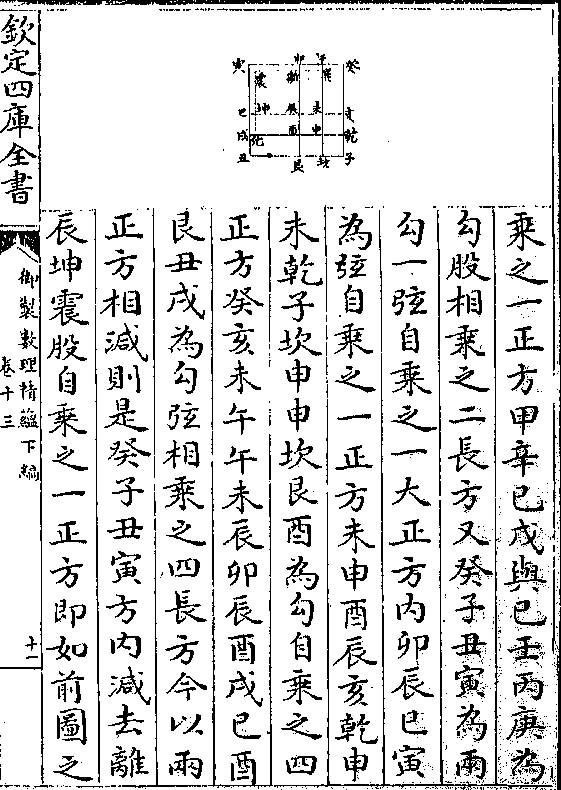 欽定四庫全書
御製數理精蘊下編
卷十三
十一
寅
卯
午
癸
震
斯
巽
巳
坤
辰
未
亥
戌
酉
申
乾
丑
艮
坎
子
乘之一正方甲辛己戊與己壬丙庚為
勾股相乘之二長方又癸子丑寅為兩
勾一弦自乘之一大正方内卯辰巳寅
為弦自乘之一正方未申酉辰亥乾申
未乾子坎申申坎艮酉為勾自乘之四
正方癸亥未午午未辰卯辰酉戌巳酉
艮丑戌為勾弦相乘之四長方今以兩
正方相減則是癸子丑寅方内減去離
辰坤震股自乘之一正方即如前圖之